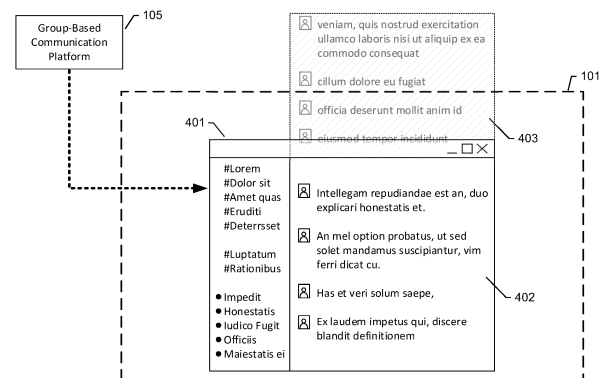 105
Group-Based
Communication
Platform
veniam, quis nostrud exercitation
ullamco laboris nisi ut aliquip ex ea
commodo consequat
cillum dolore eu fugiat
101
officia deserunt mollit anim id
401
403
eiusmod tempor incididunt
#Lorem
#Dolor sit
#Amet quas
#Eruditi
#Deterrsset
#Luptatum
#Rationibus
Impedit
Honestatis
Iudico Fugit
Officiis
Maiestatis ei
Intellegam repudiandae est an, duo
explicari honestatis et.
An mel option probatus, ut sed
solet mandamus suscipiantur, vim
ferri dicat cu.
Has et veri solum saepe,
402
Ex laudem impetus qui, discere
blandit definitionem